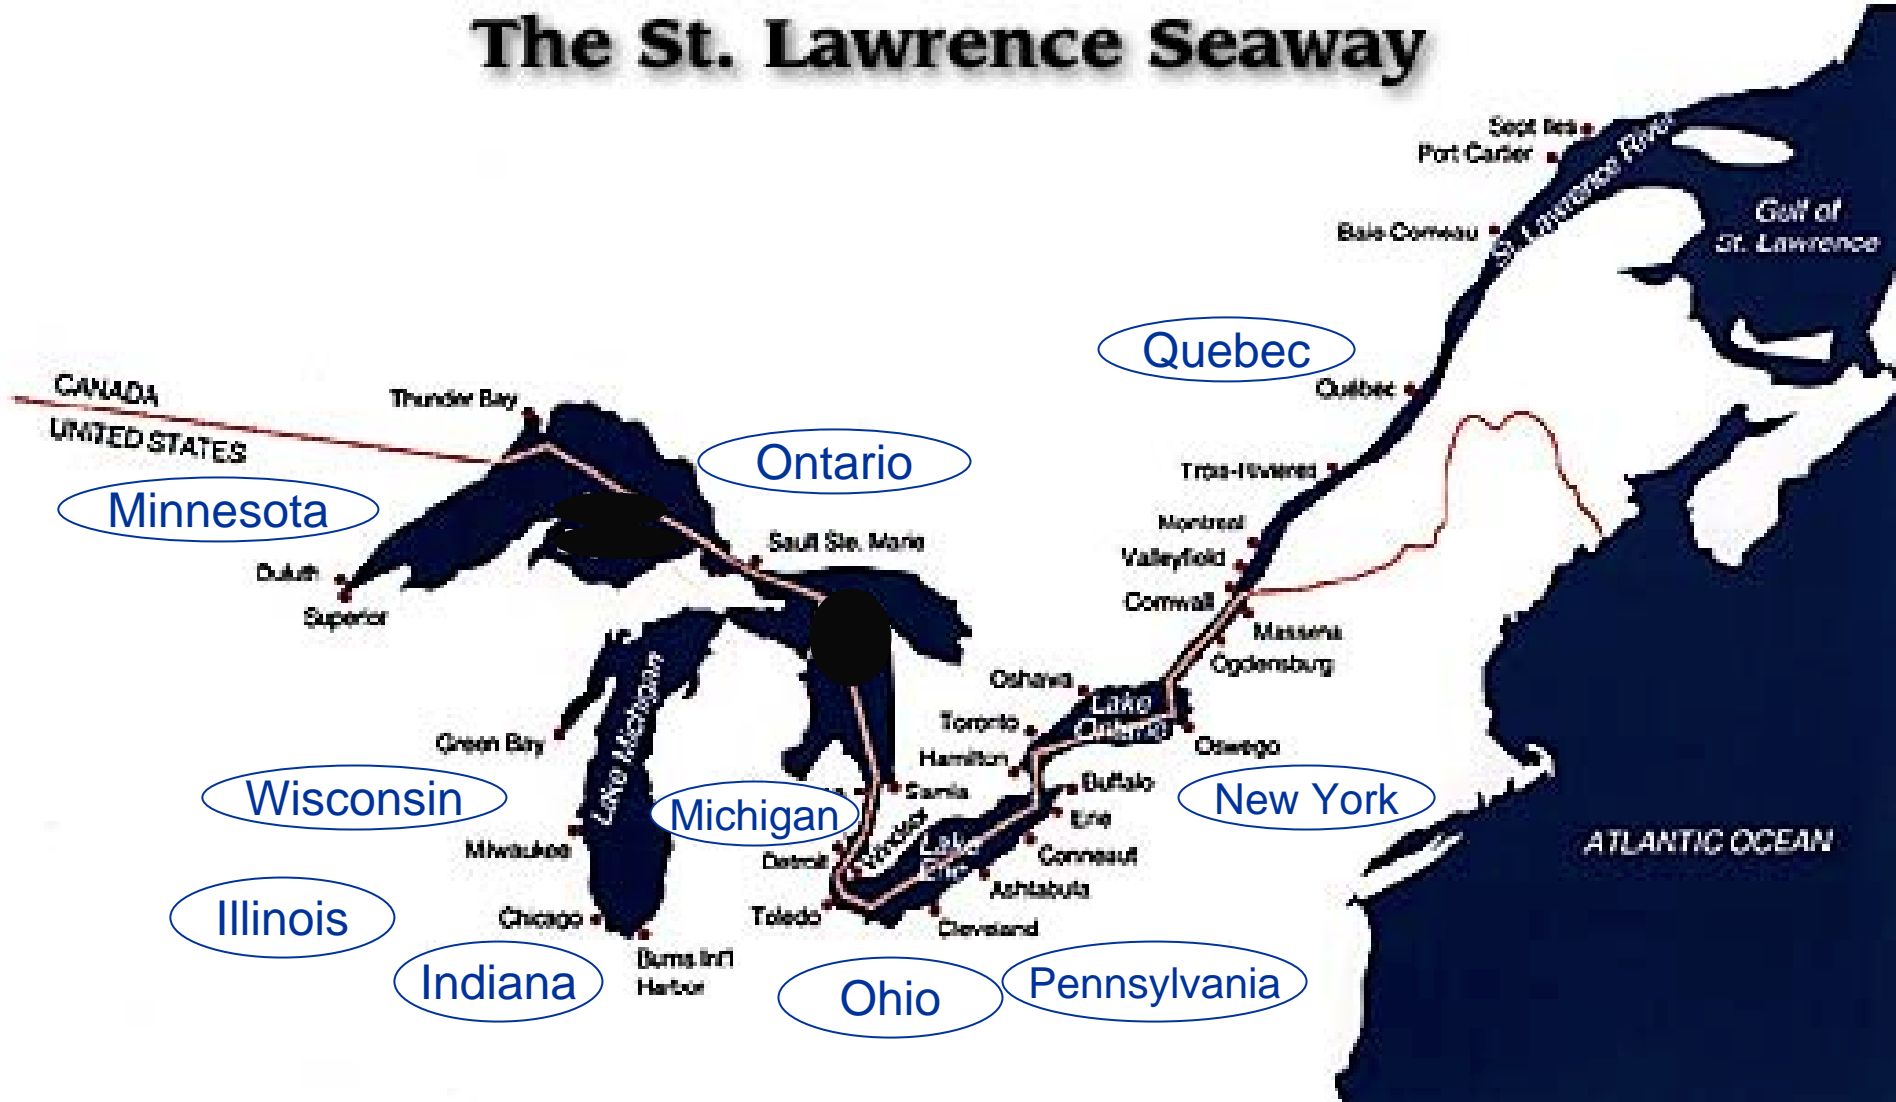 The St. Lawrence Seaway
Sept Iles
Port Cartier
St. Lawrence River
Gulf of
St. Lawrence
Baie Comeau
Quebec
Québec
CANADA
UNITED STATES
Thunder Bay
Ontario
Trois-Rivieres
Minnesota
Montreal
Sault Ste. Marie
Valleyfield
Duluth
Cornwall
Superior
Massena
Ogdensburg
Oshawa
Lake
Ontario
Toronto
Oswego
Green Bay
Lake Michigan
Hamilton
Buffalo
Sarnia
Wisconsin
Michigan
New York
Erie
Windsor
Milwaukee
Detroit
Lake
Erie
Conneaut
ATLANTIC OCEAN
Ashtabula
Illinois
Chicago
Toledo
Cleveland
Burns Int'l
Harbor
Indiana
Ohio
Pennsylvania